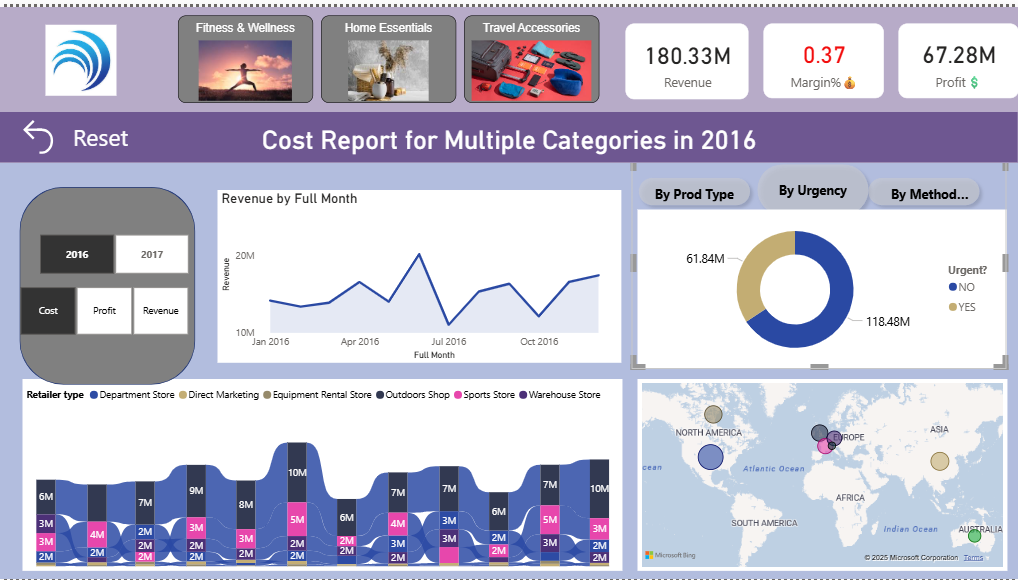 Fitness & Wellness
Home Essentials
Travel Accessories
180.33M
Revenue
0.37
Margin%💰
67.28M
Profit 💲
Reset
Cost Report for Multiple Categories in 2016
2016
2017
Cost
Profit
Revenue
Revenue by Full Month
20M
10M
Revenue
Jan 2016
Apr 2016
Jul 2016
Oct 2016
Full Month
By Prod Type
By Urgency
By Method...
61.84M
118.48M
Urgent?
NO
YES
Retailer type Department Store Direct Marketing Equipment Rental Store Outdoors Shop Sports Store Warehouse Store
6M
3M
3M
2M
4M
2M
7M
2M
2M
2M
9M
3M
2M
2M
8M
3M
2M
10M
5M
2M
2M
6M
2M
2M
7M
4M
3M
2M
7M
3M
3M
6M
2M
2M
7M
5M
3M
10M
3M
2M
2M
NORTH AMERICA
EUROPE
ASIA
cean
Atlantic Ocean
AFRICA
SOUTH AMERICA
Indian Ocean
AUSTRALIA
Microsoft Bing
© 2025 Microsoft Corporation Terms